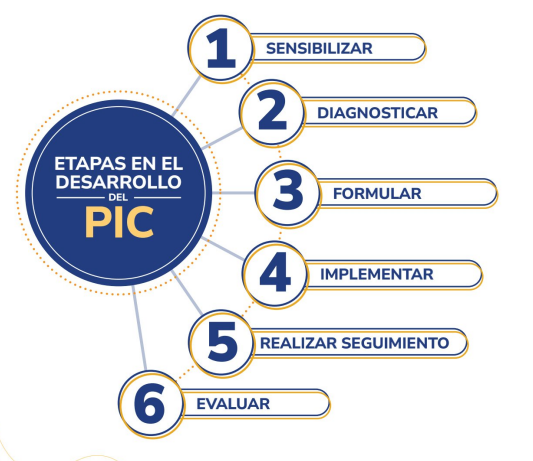 ETAPAS EN EL
DESARROLLO
DEL
PIC
1 SENSIBILIZAR
2 DIAGNOSTICAR
3 FORMULAR
4 IMPLEMENTAR
5 REALIZAR SEGUIMIENTO
6 EVALUAR